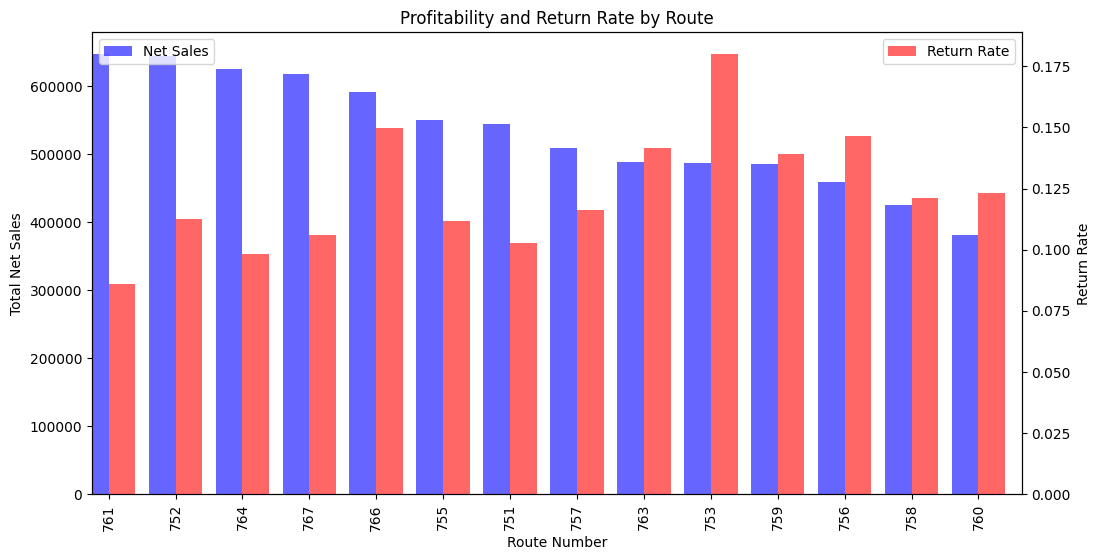 Profitability and Return Rate by Route
Net Sales
Return Rate
Total Net Sales
600000
500000
400000
300000
200000
100000
0
0.175
0.150
0.125
0.100
0.075
0.050
0.025
0.000
Return Rate
761 752 764 767 766 755 751 757 763 753 759 756 758 760
Route Number